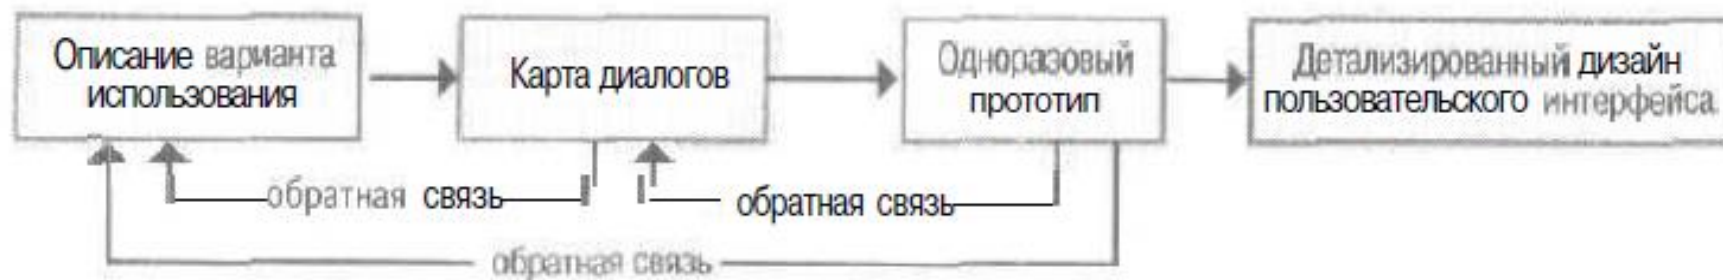 Описание варианта
использования
Карта диалогов
Одноразовый
прототип
Детализированный дизайн
пользовательского интерфейса
обратная связь
обратная связь
обратная связь